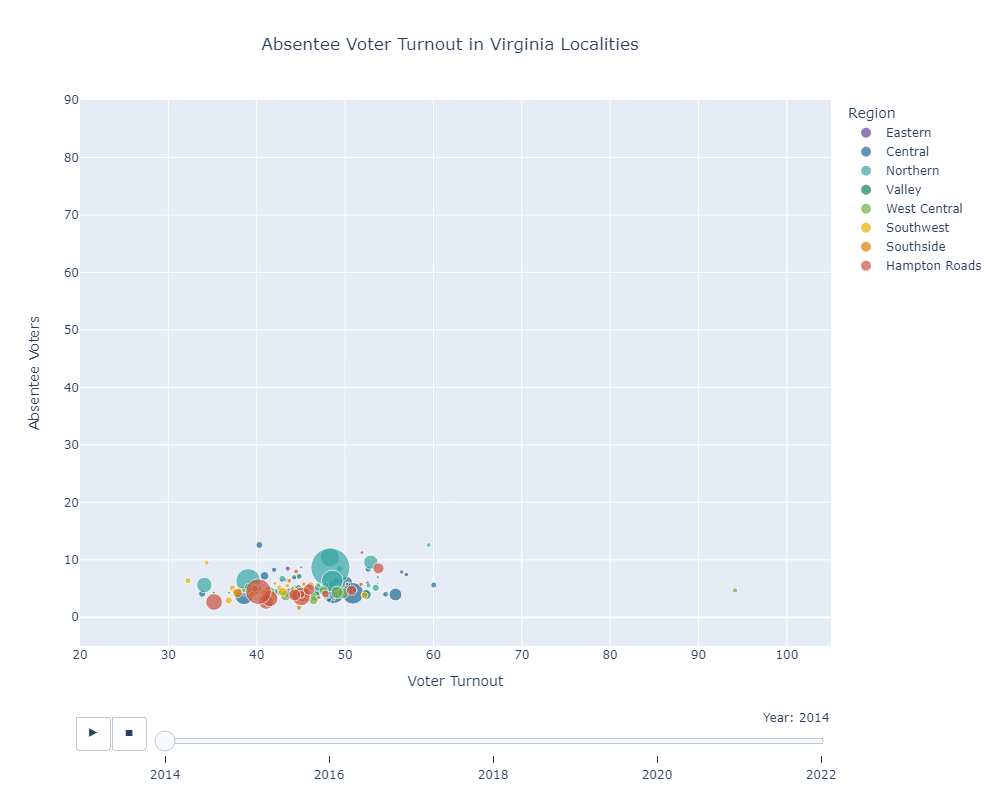 Absentee Voter Turnout in Virginia Localities
Absentee Voters
90
80
70
60
50
40
30
20
10
0
20 30 40 50 60 70 80 90 100
Voter Turnout
Region
Eastern
Central
Northern
Valley
West Central
Southwest
Southside
Hampton Roads
Year: 2014
2014 2016 2018 2020 2022